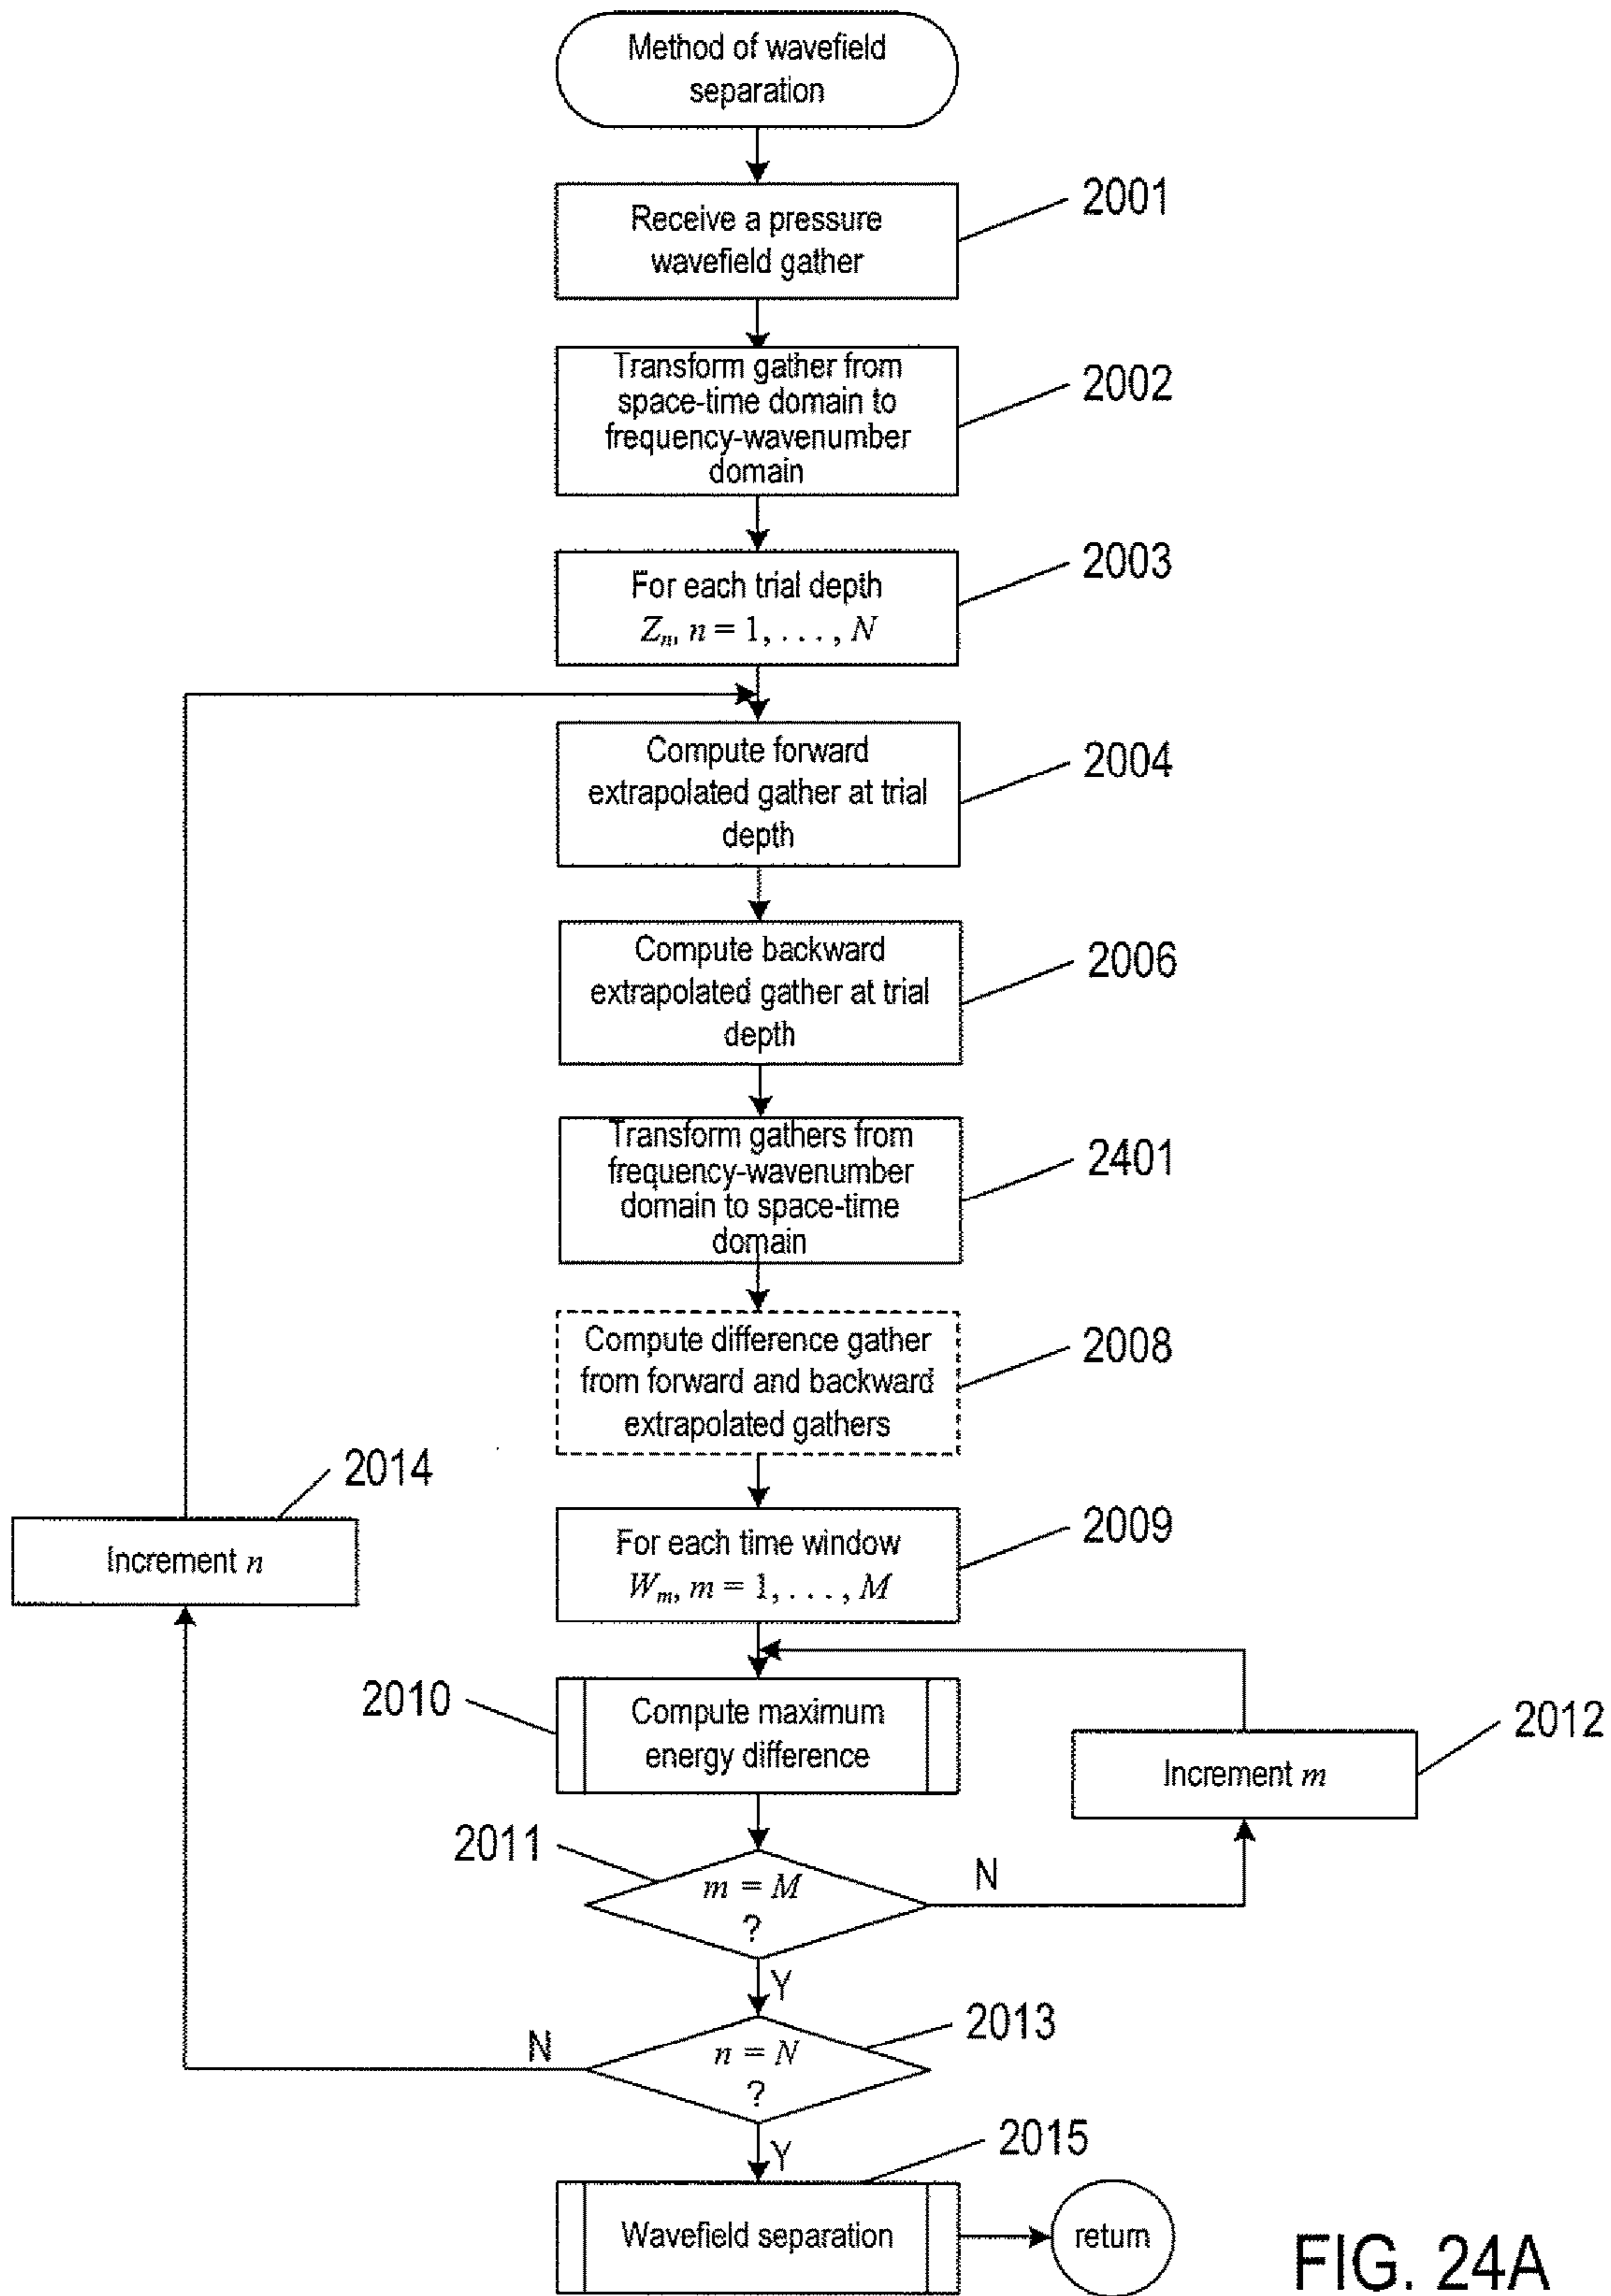 Method of wavefield
separation
Receive a pressure
wavefield gather
2001
Transform gather from
space-time domain to
frequency-wavenumber
domain
2002
For each trial depth
Zn, n = 1, . . . , N
2003
Compute forward
extrapolated gather at trial
depth
2004
Compute backward
extrapolated gather at trial
depth
2006
Transform gathers from
frequency-wavenumber
domain to space-time
domain
2401
Compute difference gather
from forward and backward
extrapolated gathers
2008
2014
Increment n
For each time window
Wm, m = 1, . . . , M
2009
2010
Compute maximum
energy difference
2012
Increment m
2011
m = M
?
N
Y
2013
n = N
?
N
Y
2015
Wavefield separation
return
FIG. 24A